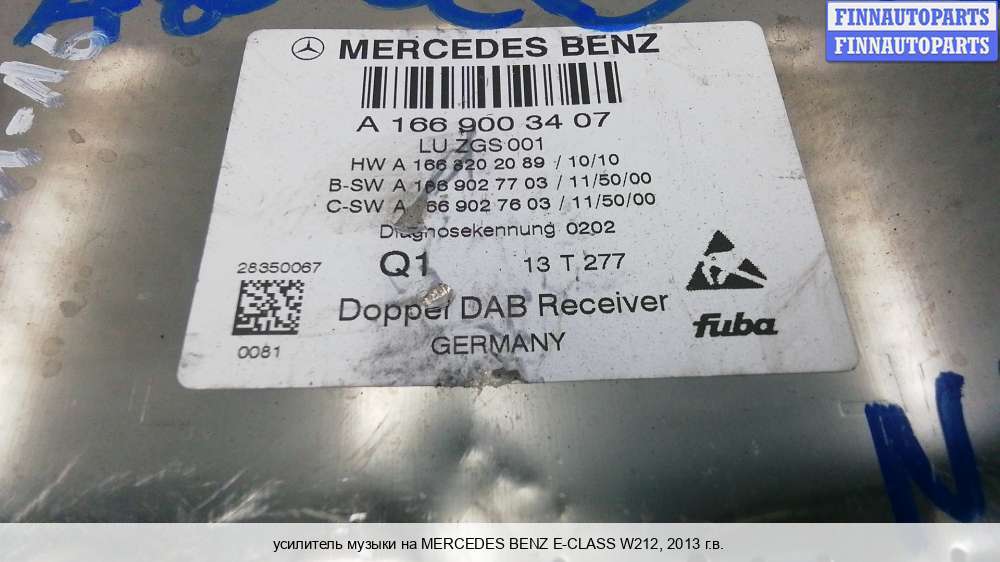 FINNAUTOPARTS
FINNAUTOPARTS
MERCEDES BENZ
A 166 900 34 07
LU ZGS 001
HW A 166 820 20 89 / 10/10
B-SW A 166 902 77 03 / 11/50/00
C-SW A 166 902 76 03 / 11/50/00
Diagnosekennung 0202
28350067
Q1
13 T 277
Doppel DAB Receiver
fuba
0081
GERMANY
усилитель музыки на MERCEDES BENZ E-CLASS W212, 2013 г.в.